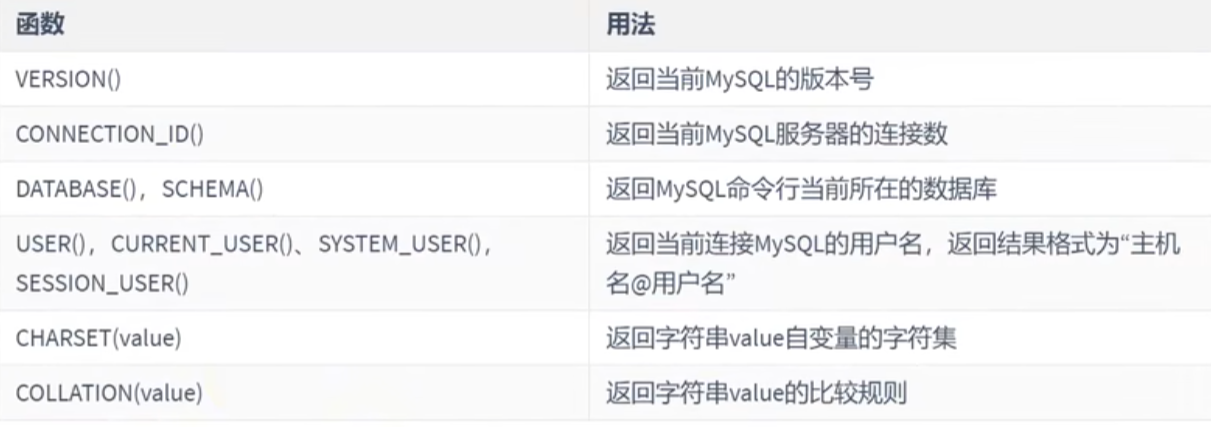 函数 用法
VERSION() 返回当前MySQL的版本号
CONNECTION_ID() 返回当前MySQL服务器的连接数
DATABASE()，SCHEMA() 返回MySQL命令行当前所在的数据库
USER()，CURRENT_USER()、SYSTEM_USER()，
SESSION_USER()
返回当前连接MySQL的用户名，返回结果格式为“主机
名@用户名”
CHARSET(value) 返回字符串value自变量的字符集
COLLATION(value) 返回字符串value的比较规则